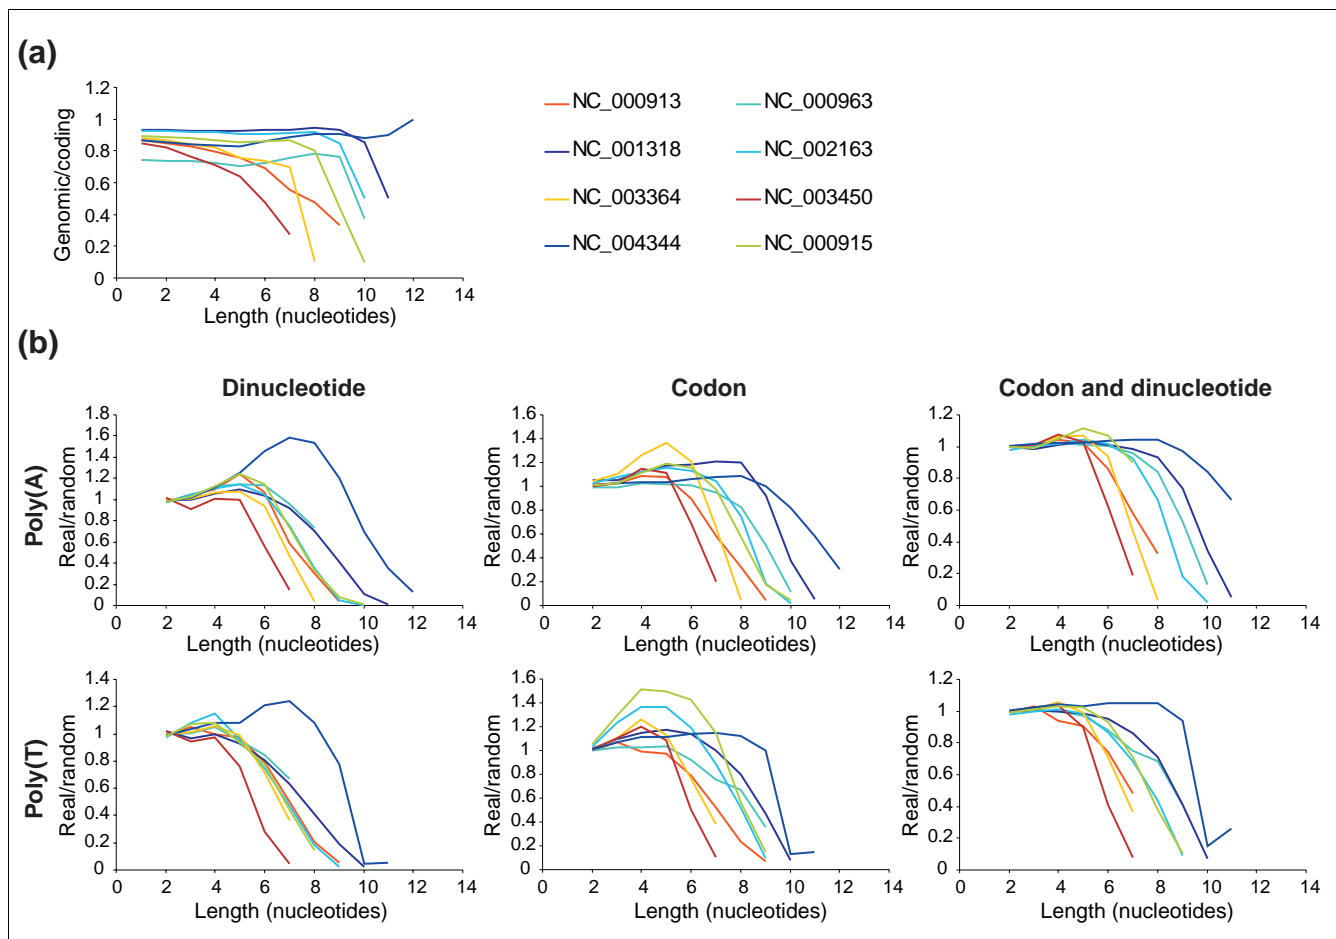 (a)
Genomic/coding
1.2
1
0.8
0.6
0.4
0.2
0
0 2 4 6 8 10 12 14
Length (nucleotides)
NC_000913 NC_000963
NC_001318 NC_002163
NC_003364 NC_003450
NC_004344 NC_000915
(b)
Dinucleotide Codon Codon and dinucleotide
Poly(A)
Real/random
1.8
1.6
1.4
1.2
1
0.8
0.6
0.4
0.2
0
0 2 4 6 8 10 12 14
Length (nucleotides)
Real/random
1.6
1.4
1.2
1
0.8
0.6
0.4
0.2
0
0 2 4 6 8 10 12 14
Length (nucleotides)
Real/random
1.2
1
0.8
0.6
0.4
0.2
0
0 2 4 6 8 10 12 14
Length (nucleotides)
Poly(T)
Real/random
1.4
1.2
1
0.8
0.6
0.4
0.2
0
0 2 4 6 8 10 12 14
Length (nucleotides)
Real/random
1.6
1.4
1.2
1
0.8
0.6
0.4
0.2
0
0 2 4 6 8 10 12 14
Length (nucleotides)
Real/random
1.2
1
0.8
0.6
0.4
0.2
0
0 2 4 6 8 10 12 14
Length (nucleotides)